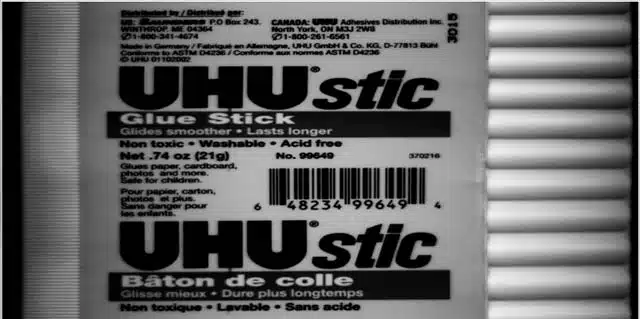 Distributed by / Distribué par:
US: P.O Box 243, CANADA: UHU Adhesives Distribution Inc.
WINTHROP, ME 04364 North York, ON M3J 2W8
✆1-800-341-4674 ✆1-800-261-6561
Made in Germany / Fabriqué en Allemagne, UHU GmbH & Co. KG, D-77813 Bühl
Conforms to ASTM D4236 / Conforme aux normes ASTM D4236
© UHU 01102002
3015
UHU® stic
Glue Stick
Glides smoother • Lasts longer
Non toxic • Washable • Acid free
Net .74 oz (21g) No. 99649 370216
Glues paper, cardboard,
photos and more.
Safe for children.
Pour papier, carton,
photos et plus.
Sans danger pour
les enfants.
6 48234 99649 4
UHU® stic
Bâton de colle
Glisse mieux • Dure plus longtemps
Non toxique • Lavable • Sans acide